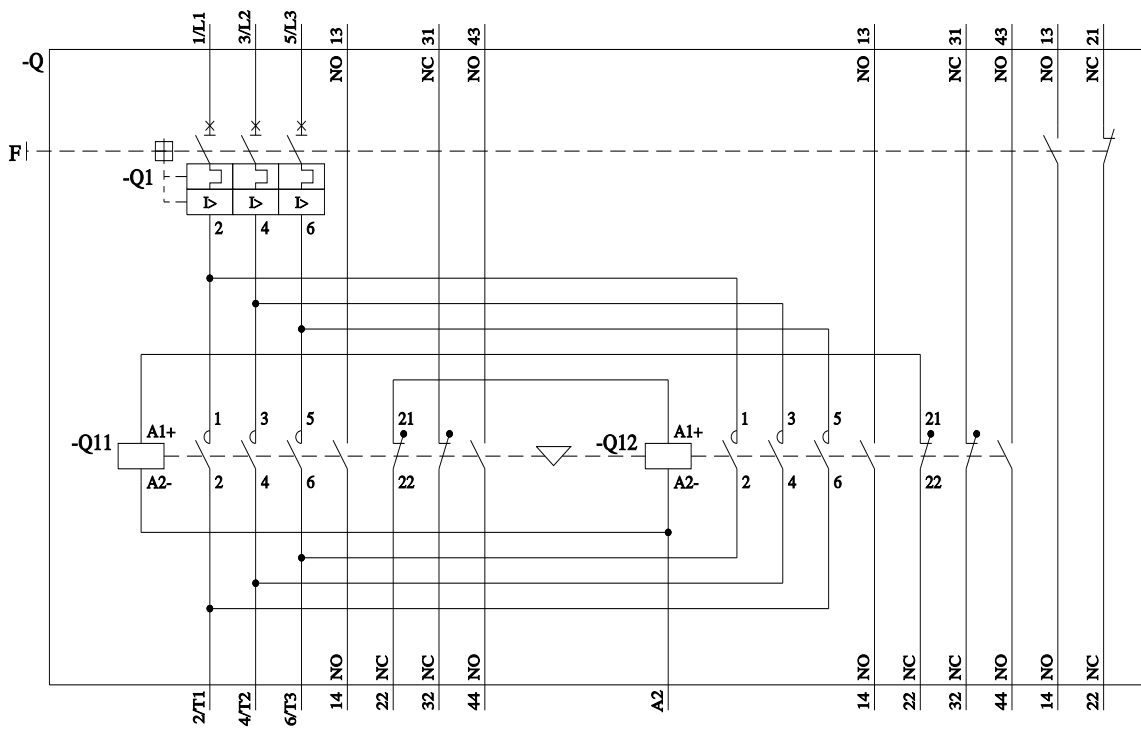 1/L1 3/L2 5/L3 NO 13 NC 31 NO 43 NO 13 NC 31 NO 43 NO 13 NC 21
-Q
F
-Q1
I> I> I>
2 4 6
1 3 5 21 1 3 5 21
-Q11 A1+ -Q12 A1+
A2- 2 4 6 22 A2- 2 4 6 22
2/T1 4/T2 6/T3 14 NO 22 NC 32 NC 44 NO A2 14 NO 22 NC 32 NC 44 NO 14 NO 22 NC